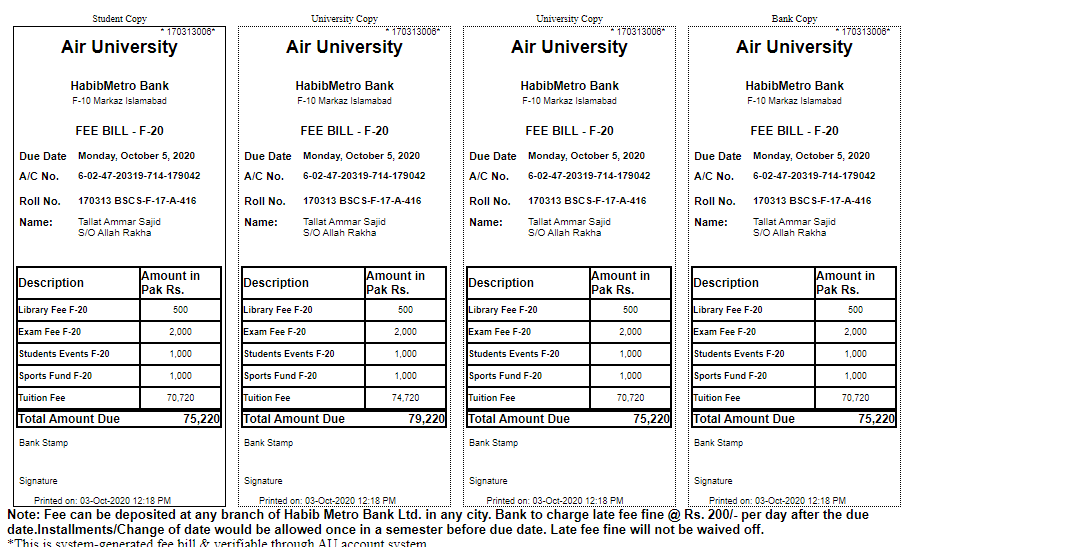 Student Copy
* 170313006*
Air University
HabibMetro Bank
F-10 Markaz Islamabad
FEE BILL - F-20
Due Date Monday, October 5, 2020
A/C No. 6-02-47-20319-714-179042
Roll No. 170313 BSCS-F-17-A-416
Name: Tallat Ammar Sajid
S/O Allah Rakha
Description Amount in
Pak Rs.
Library Fee F-20 500
Exam Fee F-20 2,000
Students Events F-20 1,000
Sports Fund F-20 1,000
Tuition Fee 70,720
Total Amount Due 75,220
Bank Stamp
Signature
Printed on: 03-Oct-2020 12:18 PM
University Copy
* 170313006*
Air University
HabibMetro Bank
F-10 Markaz Islamabad
FEE BILL - F-20
Due Date Monday, October 5, 2020
A/C No. 6-02-47-20319-714-179042
Roll No. 170313 BSCS-F-17-A-416
Name: Tallat Ammar Sajid
S/O Allah Rakha
Description Amount in
Pak Rs.
Library Fee F-20 500
Exam Fee F-20 2,000
Students Events F-20 1,000
Sports Fund F-20 1,000
Tuition Fee 74,720
Total Amount Due 79,220
Bank Stamp
Signature
Printed on: 03-Oct-2020 12:18 PM
University Copy
* 170313006*
Air University
HabibMetro Bank
F-10 Markaz Islamabad
FEE BILL - F-20
Due Date Monday, October 5, 2020
A/C No. 6-02-47-20319-714-179042
Roll No. 170313 BSCS-F-17-A-416
Name: Tallat Ammar Sajid
S/O Allah Rakha
Description Amount in
Pak Rs.
Library Fee F-20 500
Exam Fee F-20 2,000
Students Events F-20 1,000
Sports Fund F-20 1,000
Tuition Fee 70,720
Total Amount Due 75,220
Bank Stamp
Signature
Printed on: 03-Oct-2020 12:18 PM
Bank Copy
* 170313006*
Air University
HabibMetro Bank
F-10 Markaz Islamabad
FEE BILL - F-20
Due Date Monday, October 5, 2020
A/C No. 6-02-47-20319-714-179042
Roll No. 170313 BSCS-F-17-A-416
Name: Tallat Ammar Sajid
S/O Allah Rakha
Description Amount in
Pak Rs.
Library Fee F-20 500
Exam Fee F-20 2,000
Students Events F-20 1,000
Sports Fund F-20 1,000
Tuition Fee 70,720
Total Amount Due 75,220
Bank Stamp
Signature
Printed on: 03-Oct-2020 12:18 PM
Note: Fee can be deposited at any branch of Habib Metro Bank Ltd. in any city. Bank to charge late fee fine @ Rs. 200/- per day after the due
date.Installments/Change of date would be allowed once in a semester before due date. Late fee fine will not be waived off.
*This is system-generated fee bill & verifiable through AU account system